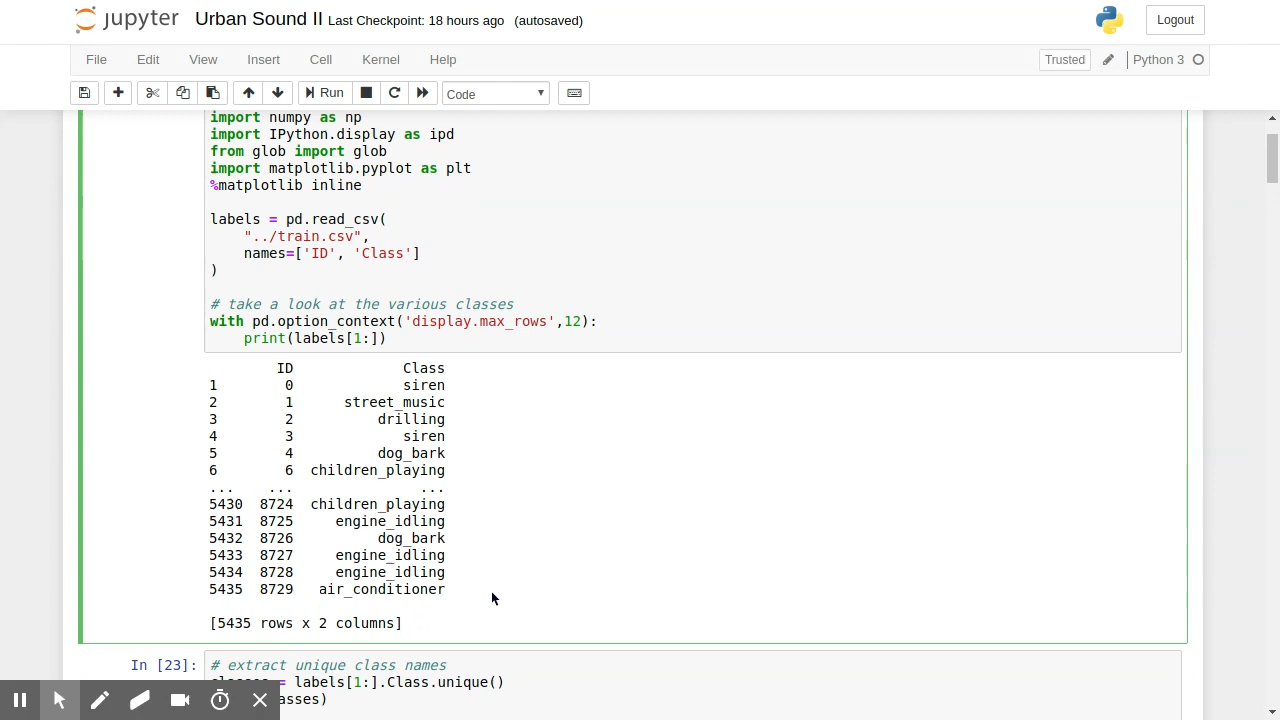 jupyter Urban Sound II Last Checkpoint: 18 hours ago (autosaved)
Logout
File Edit View Insert Cell Kernel Help Trusted Python 3
Run Code
import numpy as np
import IPython.display as ipd
from glob import glob
import matplotlib.pyplot as plt
%matplotlib inline
labels = pd.read_csv(
"../train.csv",
names=['ID', 'Class']
)
# take a look at the various classes
with pd.option_context('display.max_rows',12):
print(labels[1:])
ID Class
1 0 siren
2 1 street_music
3 2 drilling
4 3 siren
5 4 dog_bark
6 6 children_playing
... ... ...
5430 8724 children_playing
5431 8725 engine_idling
5432 8726 dog_bark
5433 8727 engine_idling
5434 8728 engine_idling
5435 8729 air_conditioner
[5435 rows x 2 columns]
In [23]: # extract unique class names
= labels[1:].Class.unique()
asses)